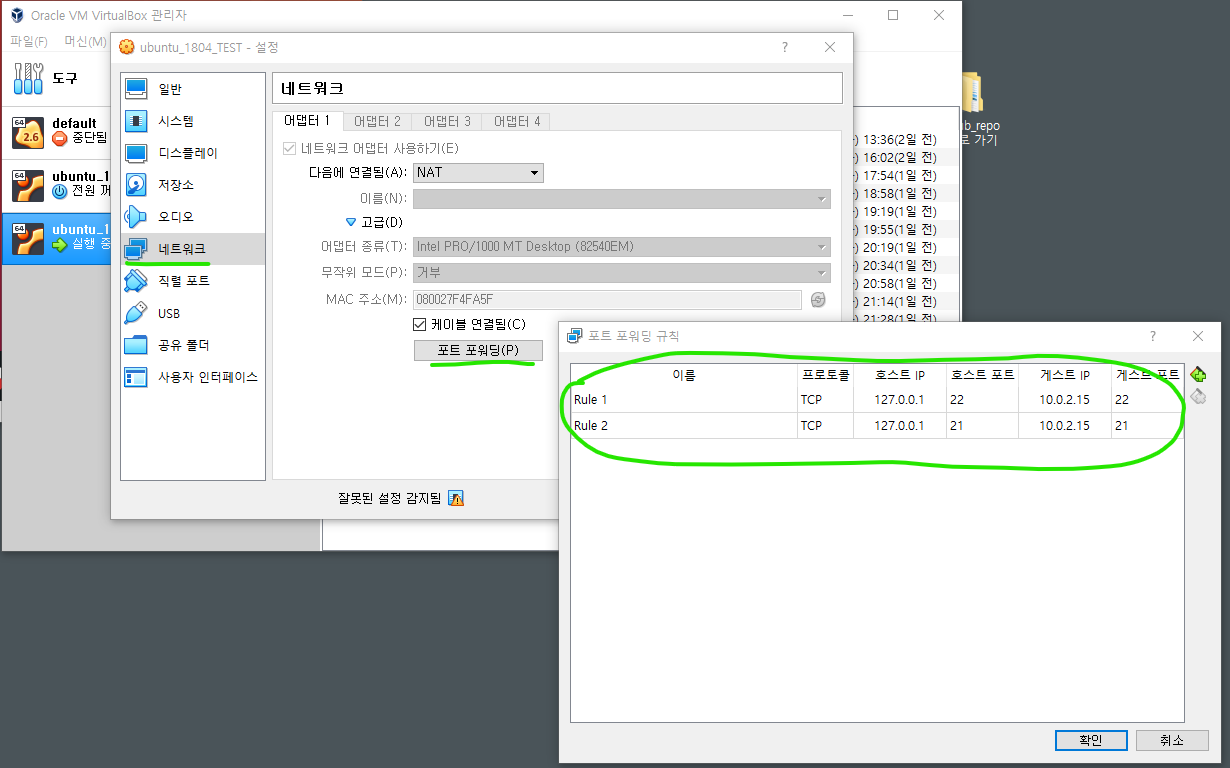 Oracle VM VirtualBox 관리자
파일(F) 머신(M)
도구
64 2.6 default
중단됨
64 ubuntu_1
전원 꺼
64 ubuntu_1
실행 중
ubuntu_1804_TEST - 설정
?
일반
시스템
디스플레이
저장소
오디오
네트워크
직렬 포트
USB
공유 폴더
사용자 인터페이스
네트워크
어댑터 1 어댑터 2 어댑터 3 어댑터 4
네트워크 어댑터 사용하기(E)
다음에 연결됨(A): NAT
이름(N):
고급(D)
어댑터 종류(T): Intel PRO/1000 MT Desktop (82540EM)
무작위 모드(P): 거부
MAC 주소(M): 080027F4FA5F
케이블 연결됨(C)
포트 포워딩(P)
잘못된 설정 감지됨
) 13:36(2일 전)
) 16:02(2일 전)
) 17:54(1일 전)
) 18:58(1일 전)
) 19:19(1일 전)
) 19:55(1일 전)
) 20:19(1일 전)
) 20:34(1일 전)
) 20:58(1일 전)
) 21:14(1일 전)
) 21:28(1일 전)
b_repo
로 가기
포트 포워딩 규칙
?
이름 프로토콜 호스트 IP 호스트 포트 게스트 IP 게스트 포트
Rule 1 TCP 127.0.0.1 22 10.0.2.15 22
Rule 2 TCP 127.0.0.1 21 10.0.2.15 21
확인 취소